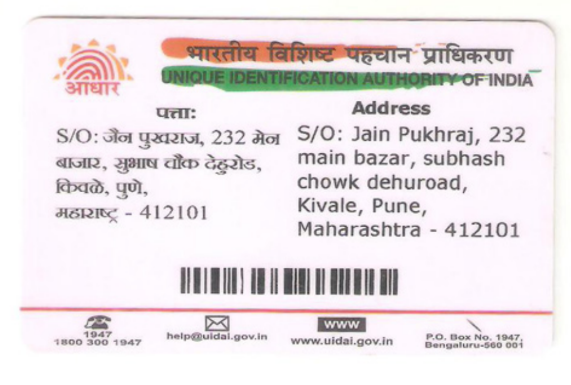 भारतीय विशिष्ट पहचान प्राधिकरण
UNIQUE IDENTIFICATION AUTHORITY OF INDIA
आधार
पत्ता:
S/O: जैन पुखराज, 232 मेन
बाजार, सुभाष चौक देहुरोड,
किवळे, पुणे,
महाराष्ट्र - 412101
Address
S/O: Jain Pukhraj, 232
main bazar, subhash
chowk dehuroad,
Kivale, Pune,
Maharashtra - 412101
1947
1800 300 1947
help@uidai.gov.in
www
www.uidai.gov.in
P.O. Box No. 1947,
Bengaluru-560 001